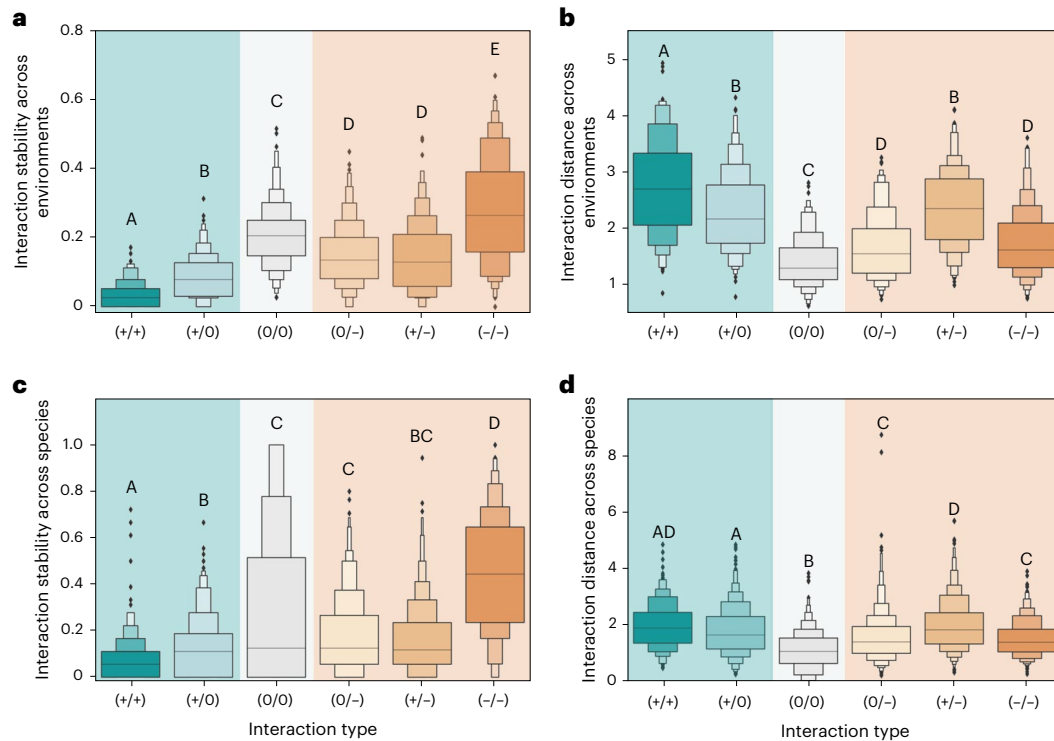 a
Interaction stability across
environments
0.8
0.6
0.4
0.2
0
A
B
C
D
D
E
(+/+)
(+/0)
(0/0)
(0/−)
(+/−)
(−/−)
b
Interaction distance across
environments
5
4
3
2
1
A
B
C
D
B
D
(+/+)
(+/0)
(0/0)
(0/−)
(+/−)
(−/−)
c
Interaction stability across species
1.0
0.8
0.6
0.4
0.2
0
A
B
C
C
BC
D
(+/+)
(+/0)
(0/0)
(0/−)
(+/−)
(−/−)
Interaction type
d
Interaction distance across species
8
6
4
2
0
AD
A
B
C
D
C
(+/+)
(+/0)
(0/0)
(0/−)
(+/−)
(−/−)
Interaction type